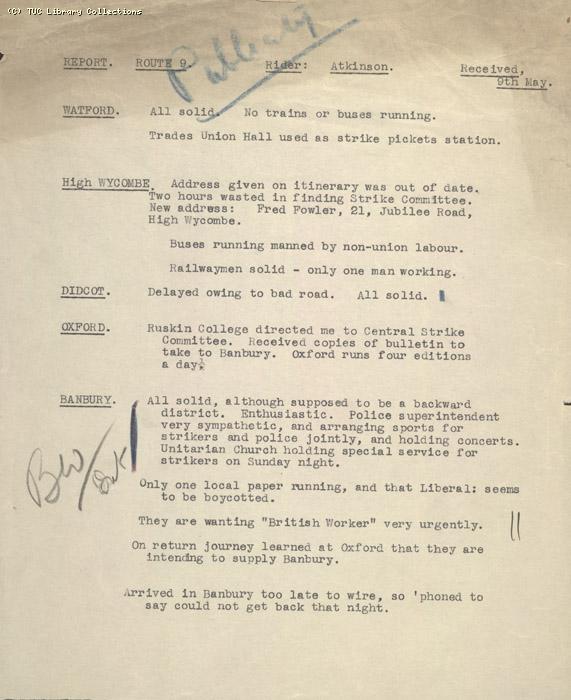 (C) TUC Library Collections
Publicity
REPORT. ROUTE 9. Rider: Atkinson. Received,
9th May.
WATFORD. All solid. No trains or buses running.
Trades Union Hall used as strike pickets station.
High WYCOMBE. Address given on itinerary was out of date.
Two hours wasted in finding Strike Committee.
New address: Fred Fowler, 21, Jubilee Road,
High Wycombe.
Buses running manned by non-union labour.
Railwaymen solid - only one man working.
DIDCOT. Delayed owing to bad road. All solid.
OXFORD. Ruskin College directed me to Central Strike
Committee. Received copies of bulletin to
take to Banbury. Oxford runs four editions
a day.
BANBURY. All solid, although supposed to be a backward
district. Enthusiastic. Police superintendent
very sympathetic, and arranging sports for
strikers and police jointly, and holding concerts.
Unitarian Church holding special service for
strikers on Sunday night.
Only one local paper running, and that Liberal: seems
to be boycotted.
They are wanting "British Worker" very urgently.
On return journey learned at Oxford that they are
intending to supply Banbury.
Arrived in Banbury too late to wire, so 'phoned to
say could not get back that night.